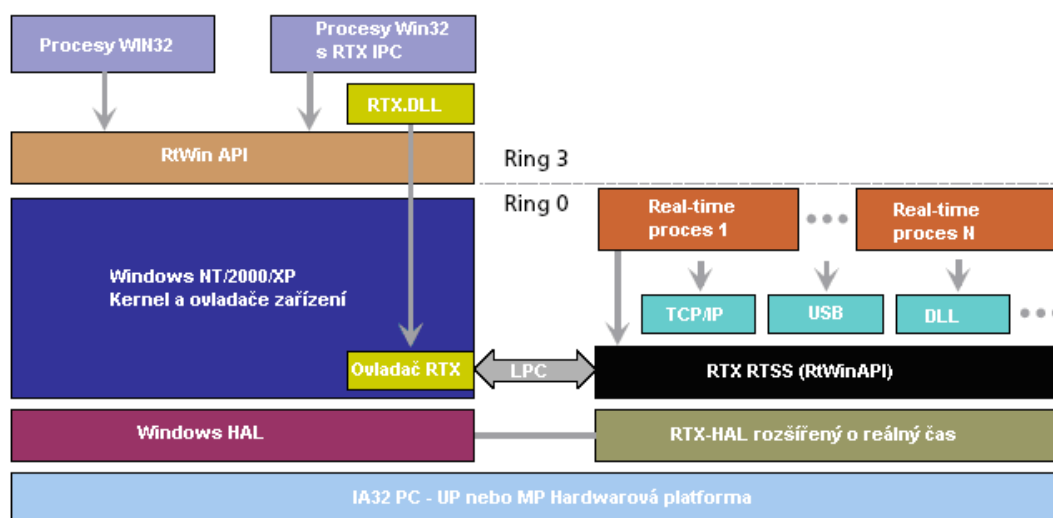 Procesy WIN32
Procesy Win32
s RTX IPC
RTX.DLL
RtWin API
Ring 3
Ring 0
Real-time
proces 1
Real-time
proces N
Windows NT/2000/XP
Kernel a ovladače zařízení
TCP/IP
USB
DLL
Ovladač RTX
LPC
RTX RTSS (RtWinAPI)
Windows HAL
RTX-HAL rozšířený o reálný čas
IA32 PC - UP nebo MP Hardwarová platforma